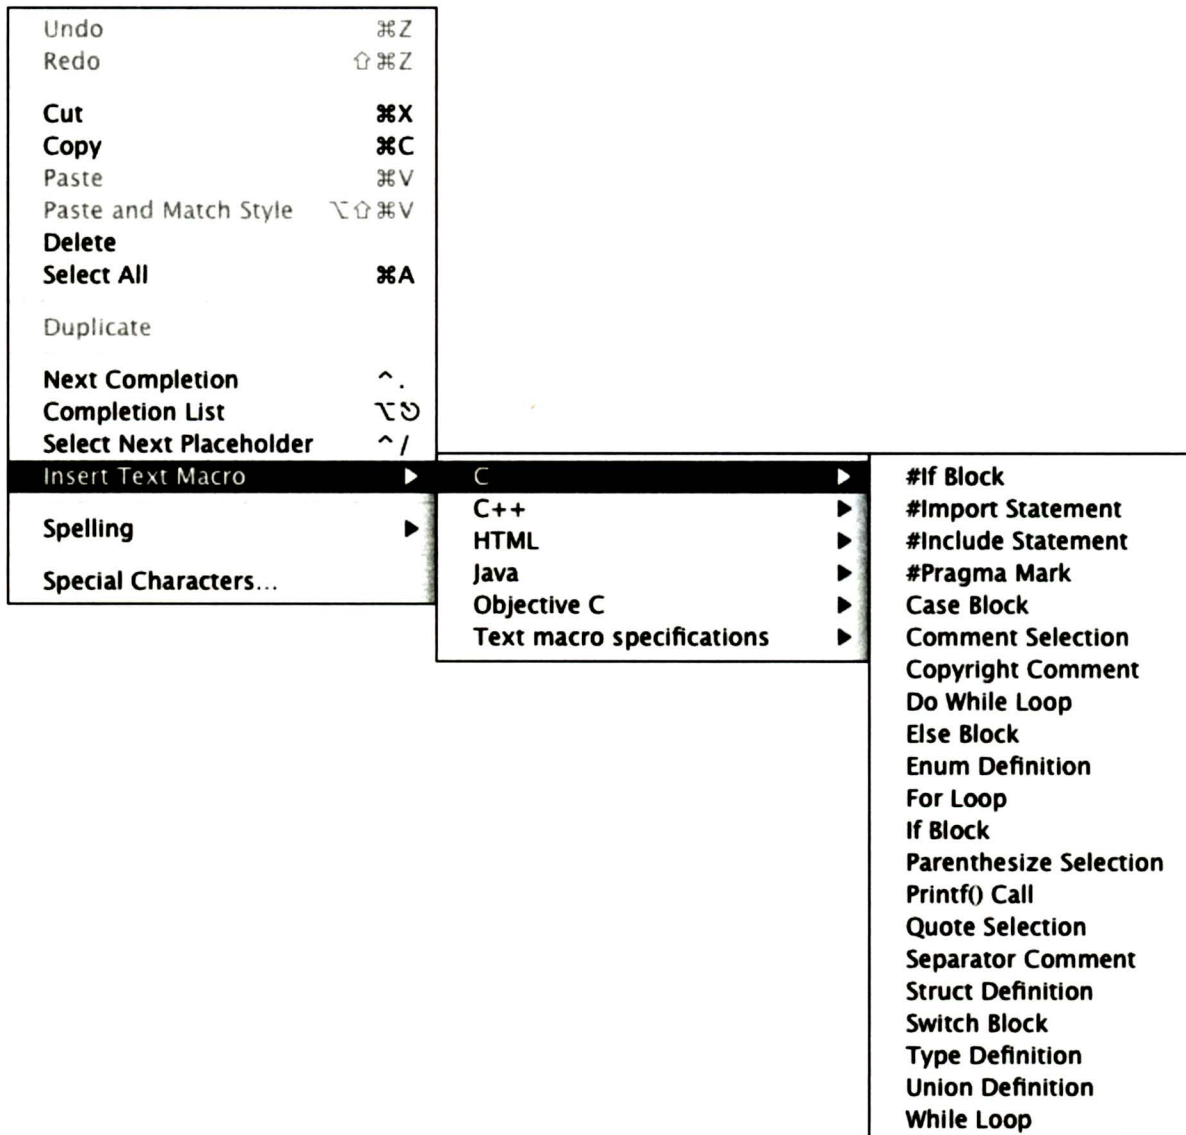 Undo ⌘Z
Redo ⇧⌘Z
Cut ⌘X
Copy ⌘C
Paste ⌘V
Paste and Match Style ⌥⇧⌘V
Delete
Select All ⌘A
Duplicate
Next Completion ^.
Completion List ⌥⎋
Select Next Placeholder ^/
Insert Text Macro ▶
Spelling ▶
Special Characters...
C ▶
C++ ▶
HTML ▶
Java ▶
Objective C ▶
Text macro specifications ▶
#If Block
#Import Statement
#Include Statement
#Pragma Mark
Case Block
Comment Selection
Copyright Comment
Do While Loop
Else Block
Enum Definition
For Loop
If Block
Parenthesize Selection
Printf() Call
Quote Selection
Separator Comment
Struct Definition
Switch Block
Type Definition
Union Definition
While Loop